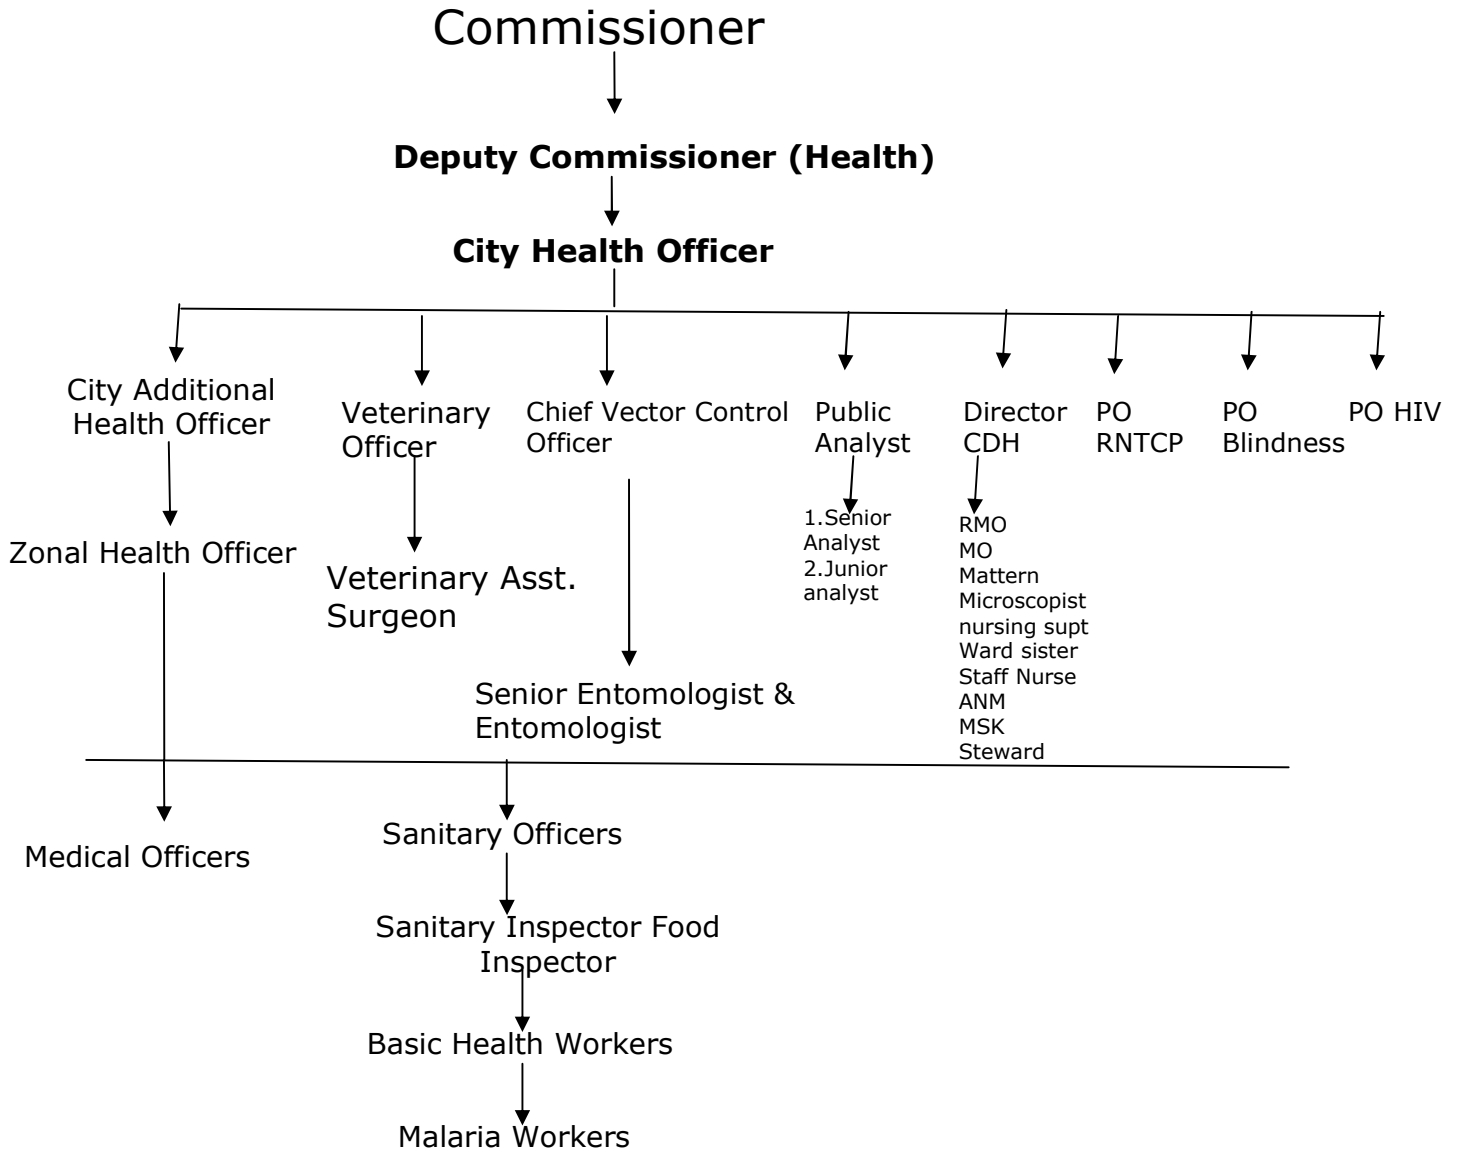 Commissioner
Deputy Commissioner (Health)
City Health Officer
City Additional
Health Officer
Veterinary
Officer
Chief Vector Control
Officer
Public
Analyst
Director
CDH
PO
RNTCP
PO
Blindness
PO HIV
Zonal Health Officer
Veterinary Asst.
Surgeon
1.Senior
Analyst
2.Junior
analyst
RMO
MO
Mattern
Microscopist
nursing supt
Ward sister
Staff Nurse
ANM
MSK
Steward
Senior Entomologist &
Entomologist
Medical Officers
Sanitary Officers
Sanitary Inspector Food
Inspector
Basic Health Workers
Malaria Workers